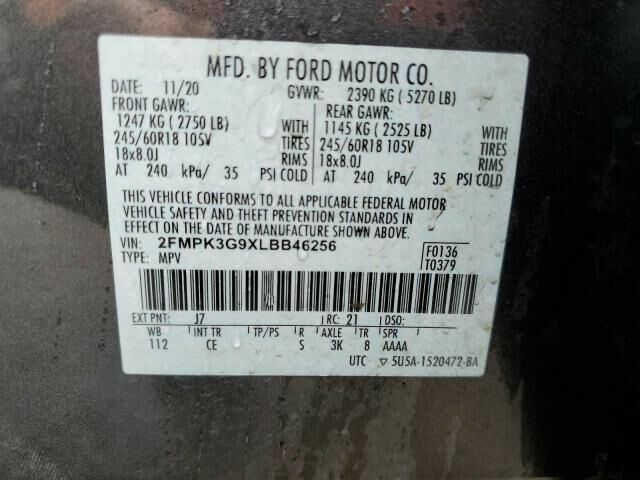 MFD. BY FORD MOTOR CO.
DATE: 11/20 GVWR: 2390 KG ( 5270 LB)
FRONT GAWR: REAR GAWR:
1247 KG ( 2750 LB) WITH 1145 KG ( 2525 LB) WITH
245/60R18 105V TIRES 245/60R18 105V TIRES
18x8.0J RIMS 18x8.0J RIMS
AT 240 kPa/ 35 PSI COLD AT 240 kPa/ 35 PSI COLD
THIS VEHICLE CONFORMS TO ALL APPLICABLE FEDERAL MOTOR
VEHICLE SAFETY AND THEFT PREVENTION STANDARDS IN EFFECT
ON THE DATE OF MANUFACTURE SHOWN ABOVE.
VIN: 2FMPK3G9XLBB46256 F0136
TYPE: MPV T0379
EXT PNT: J7 RC: 21 DSO:
WB INT TR TP/PS R AXLE TR SPR
112 CE S 3K 8 AAAA
UTC ▽ 5U5A-1520472-BA